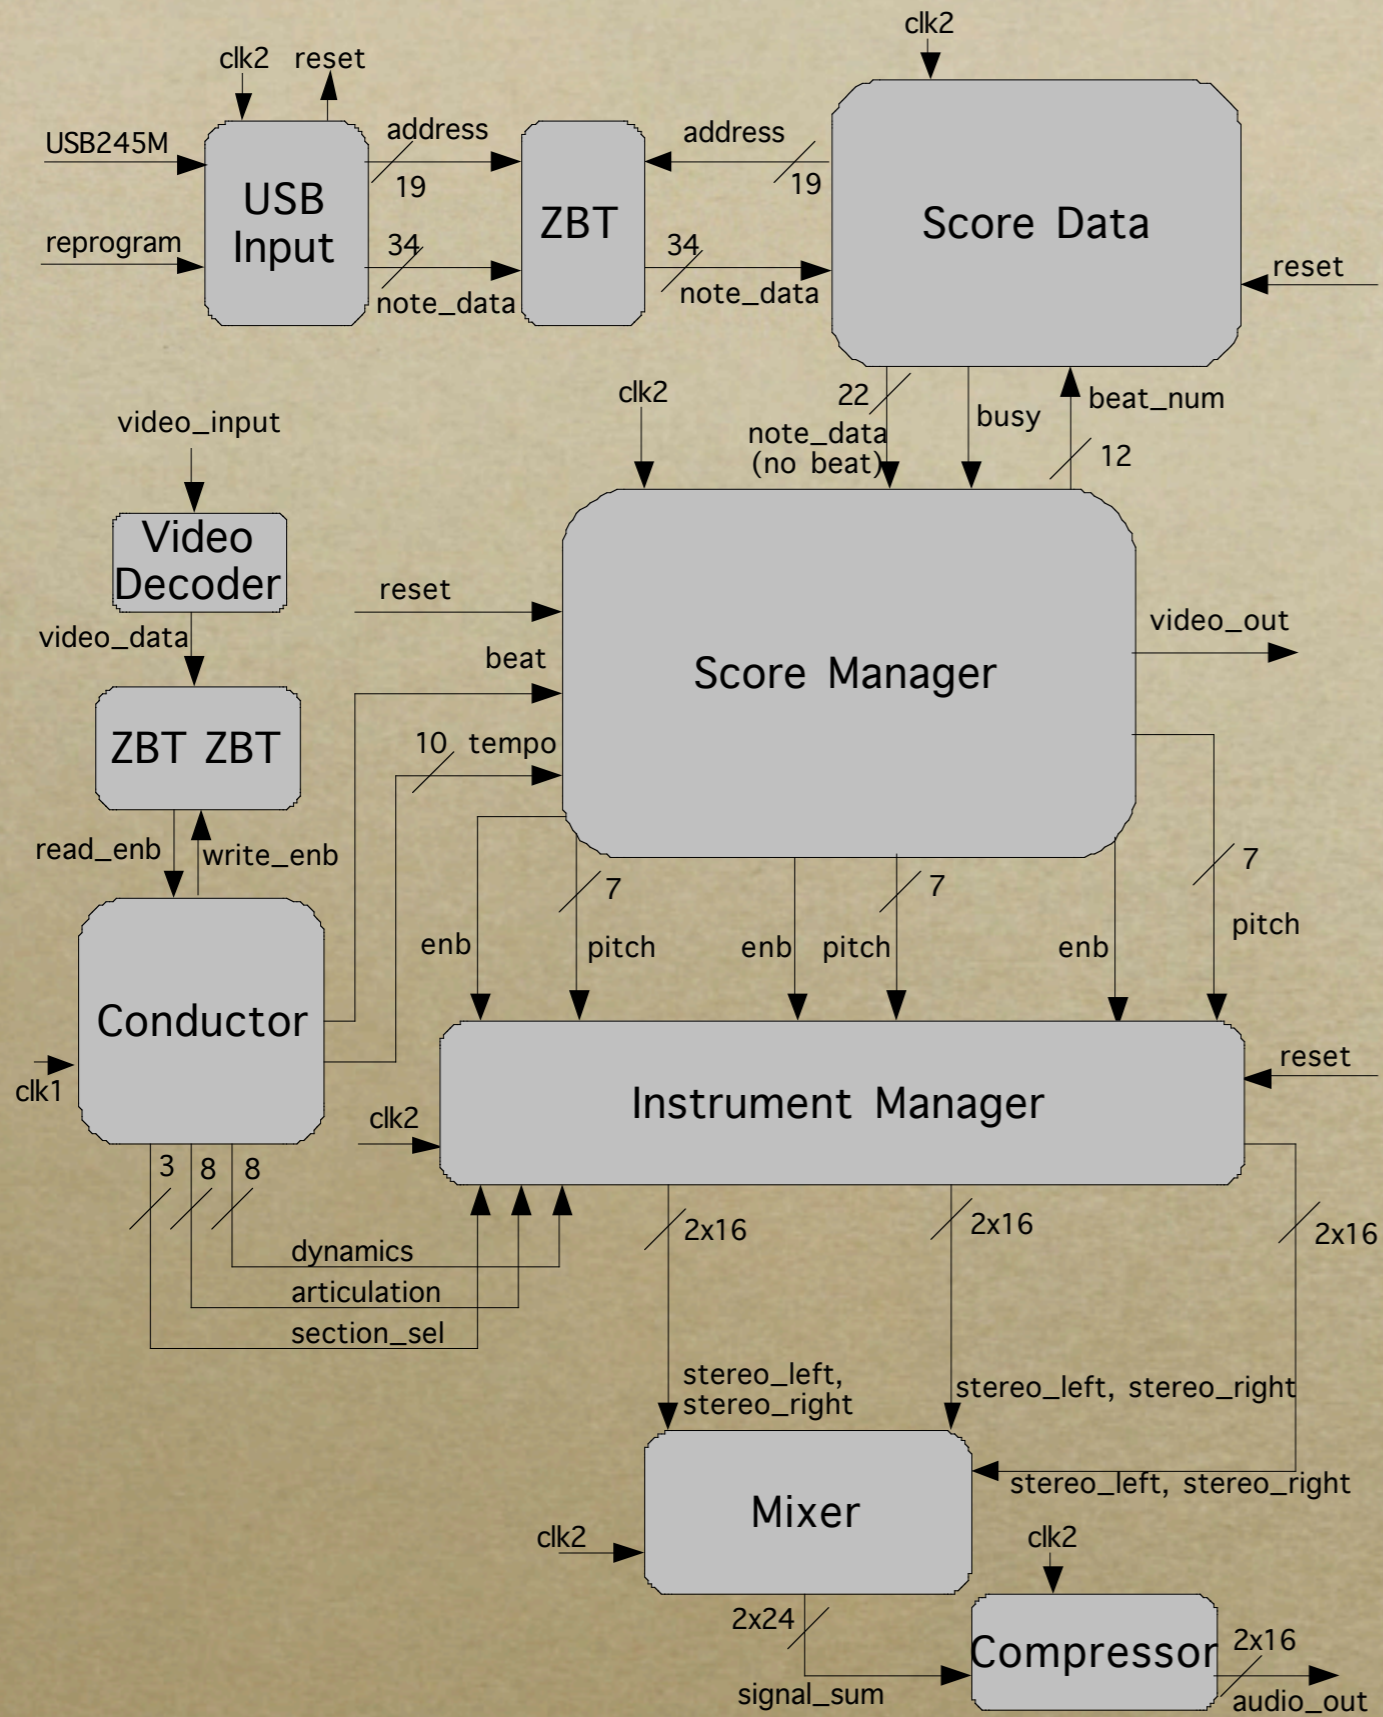 clk2
clk2 reset
USB245M
address
address
19
19
USB
Input
ZBT
Score Data
reprogram
34
34
note_data
note_data
reset
clk2
22
note_data
(no beat)
busy
beat_num
12
video_input
Video
Decoder
video_data
reset
beat
10 tempo
Score Manager
video_out
ZBT ZBT
read_enb
write_enb
7
7
7
enb
pitch
enb
pitch
enb
pitch
Conductor
clk1
clk2
Instrument Manager
reset
3
8
8
dynamics
articulation
section_sel
2x16
2x16
2x16
stereo_left,
stereo_right
stereo_left, stereo_right
stereo_left, stereo_right
Mixer
clk2
clk2
2x24
signal_sum
Compressor
2x16
audio_out